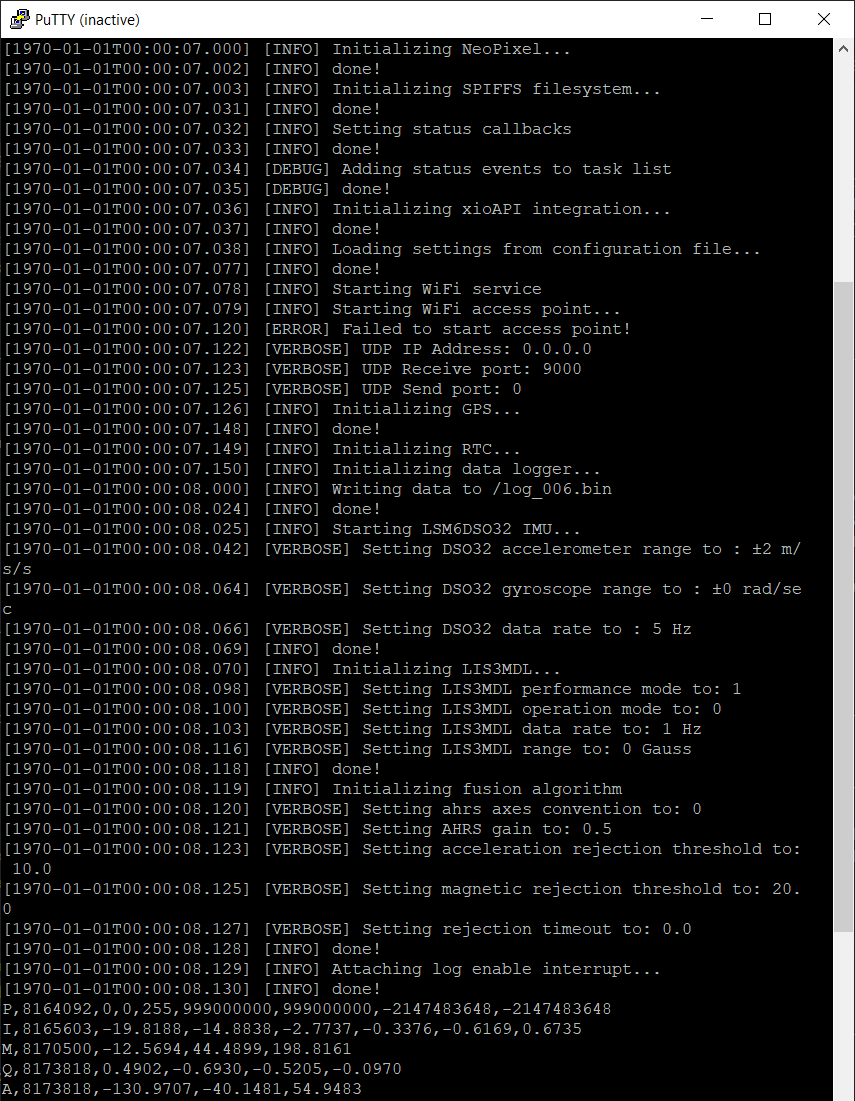 PuTTY (inactive)
[1970-01-01T00:00:07.000] [INFO] Initializing NeoPixel...
[1970-01-01T00:00:07.002] [INFO] done!
[1970-01-01T00:00:07.003] [INFO] Initializing SPIFFS filesystem...
[1970-01-01T00:00:07.031] [INFO] done!
[1970-01-01T00:00:07.032] [INFO] Setting status callbacks
[1970-01-01T00:00:07.033] [INFO] done!
[1970-01-01T00:00:07.034] [DEBUG] Adding status events to task list
[1970-01-01T00:00:07.035] [DEBUG] done!
[1970-01-01T00:00:07.036] [INFO] Initializing xioAPI integration...
[1970-01-01T00:00:07.037] [INFO] done!
[1970-01-01T00:00:07.038] [INFO] Loading settings from configuration file...
[1970-01-01T00:00:07.077] [INFO] done!
[1970-01-01T00:00:07.078] [INFO] Starting WiFi service
[1970-01-01T00:00:07.079] [INFO] Starting WiFi access point...
[1970-01-01T00:00:07.120] [ERROR] Failed to start access point!
[1970-01-01T00:00:07.122] [VERBOSE] UDP IP Address: 0.0.0.0
[1970-01-01T00:00:07.123] [VERBOSE] UDP Receive port: 9000
[1970-01-01T00:00:07.125] [VERBOSE] UDP Send port: 0
[1970-01-01T00:00:07.126] [INFO] Initializing GPS...
[1970-01-01T00:00:07.148] [INFO] done!
[1970-01-01T00:00:07.149] [INFO] Initializing RTC...
[1970-01-01T00:00:07.150] [INFO] Initializing data logger...
[1970-01-01T00:00:08.000] [INFO] Writing data to /log_006.bin
[1970-01-01T00:00:08.024] [INFO] done!
[1970-01-01T00:00:08.025] [INFO] Starting LSM6DSO32 IMU...
[1970-01-01T00:00:08.042] [VERBOSE] Setting DSO32 accelerometer range to : ±2 m/
s/s
[1970-01-01T00:00:08.064] [VERBOSE] Setting DSO32 gyroscope range to : ±0 rad/se
c
[1970-01-01T00:00:08.066] [VERBOSE] Setting DSO32 data rate to : 5 Hz
[1970-01-01T00:00:08.069] [INFO] done!
[1970-01-01T00:00:08.070] [INFO] Initializing LIS3MDL...
[1970-01-01T00:00:08.098] [VERBOSE] Setting LIS3MDL performance mode to: 1
[1970-01-01T00:00:08.100] [VERBOSE] Setting LIS3MDL operation mode to: 0
[1970-01-01T00:00:08.103] [VERBOSE] Setting LIS3MDL data rate to: 1 Hz
[1970-01-01T00:00:08.116] [VERBOSE] Setting LIS3MDL range to: 0 Gauss
[1970-01-01T00:00:08.118] [INFO] done!
[1970-01-01T00:00:08.119] [INFO] Initializing fusion algorithm
[1970-01-01T00:00:08.120] [VERBOSE] Setting ahrs axes convention to: 0
[1970-01-01T00:00:08.121] [VERBOSE] Setting AHRS gain to: 0.5
[1970-01-01T00:00:08.123] [VERBOSE] Setting acceleration rejection threshold to:
 10.0
[1970-01-01T00:00:08.125] [VERBOSE] Setting magnetic rejection threshold to: 20.
0
[1970-01-01T00:00:08.127] [VERBOSE] Setting rejection timeout to: 0.0
[1970-01-01T00:00:08.128] [INFO] done!
[1970-01-01T00:00:08.129] [INFO] Attaching log enable interrupt...
[1970-01-01T00:00:08.130] [INFO] done!
P,8164092,0,0,255,999000000,999000000,-2147483648,-2147483648
I,8165603,-19.8188,-14.8838,-2.7737,-0.3376,-0.6169,0.6735
M,8170500,-12.5694,44.4899,198.8161
Q,8173818,0.4902,-0.6930,-0.5205,-0.0970
A,8173818,-130.9707,-40.1481,54.9483